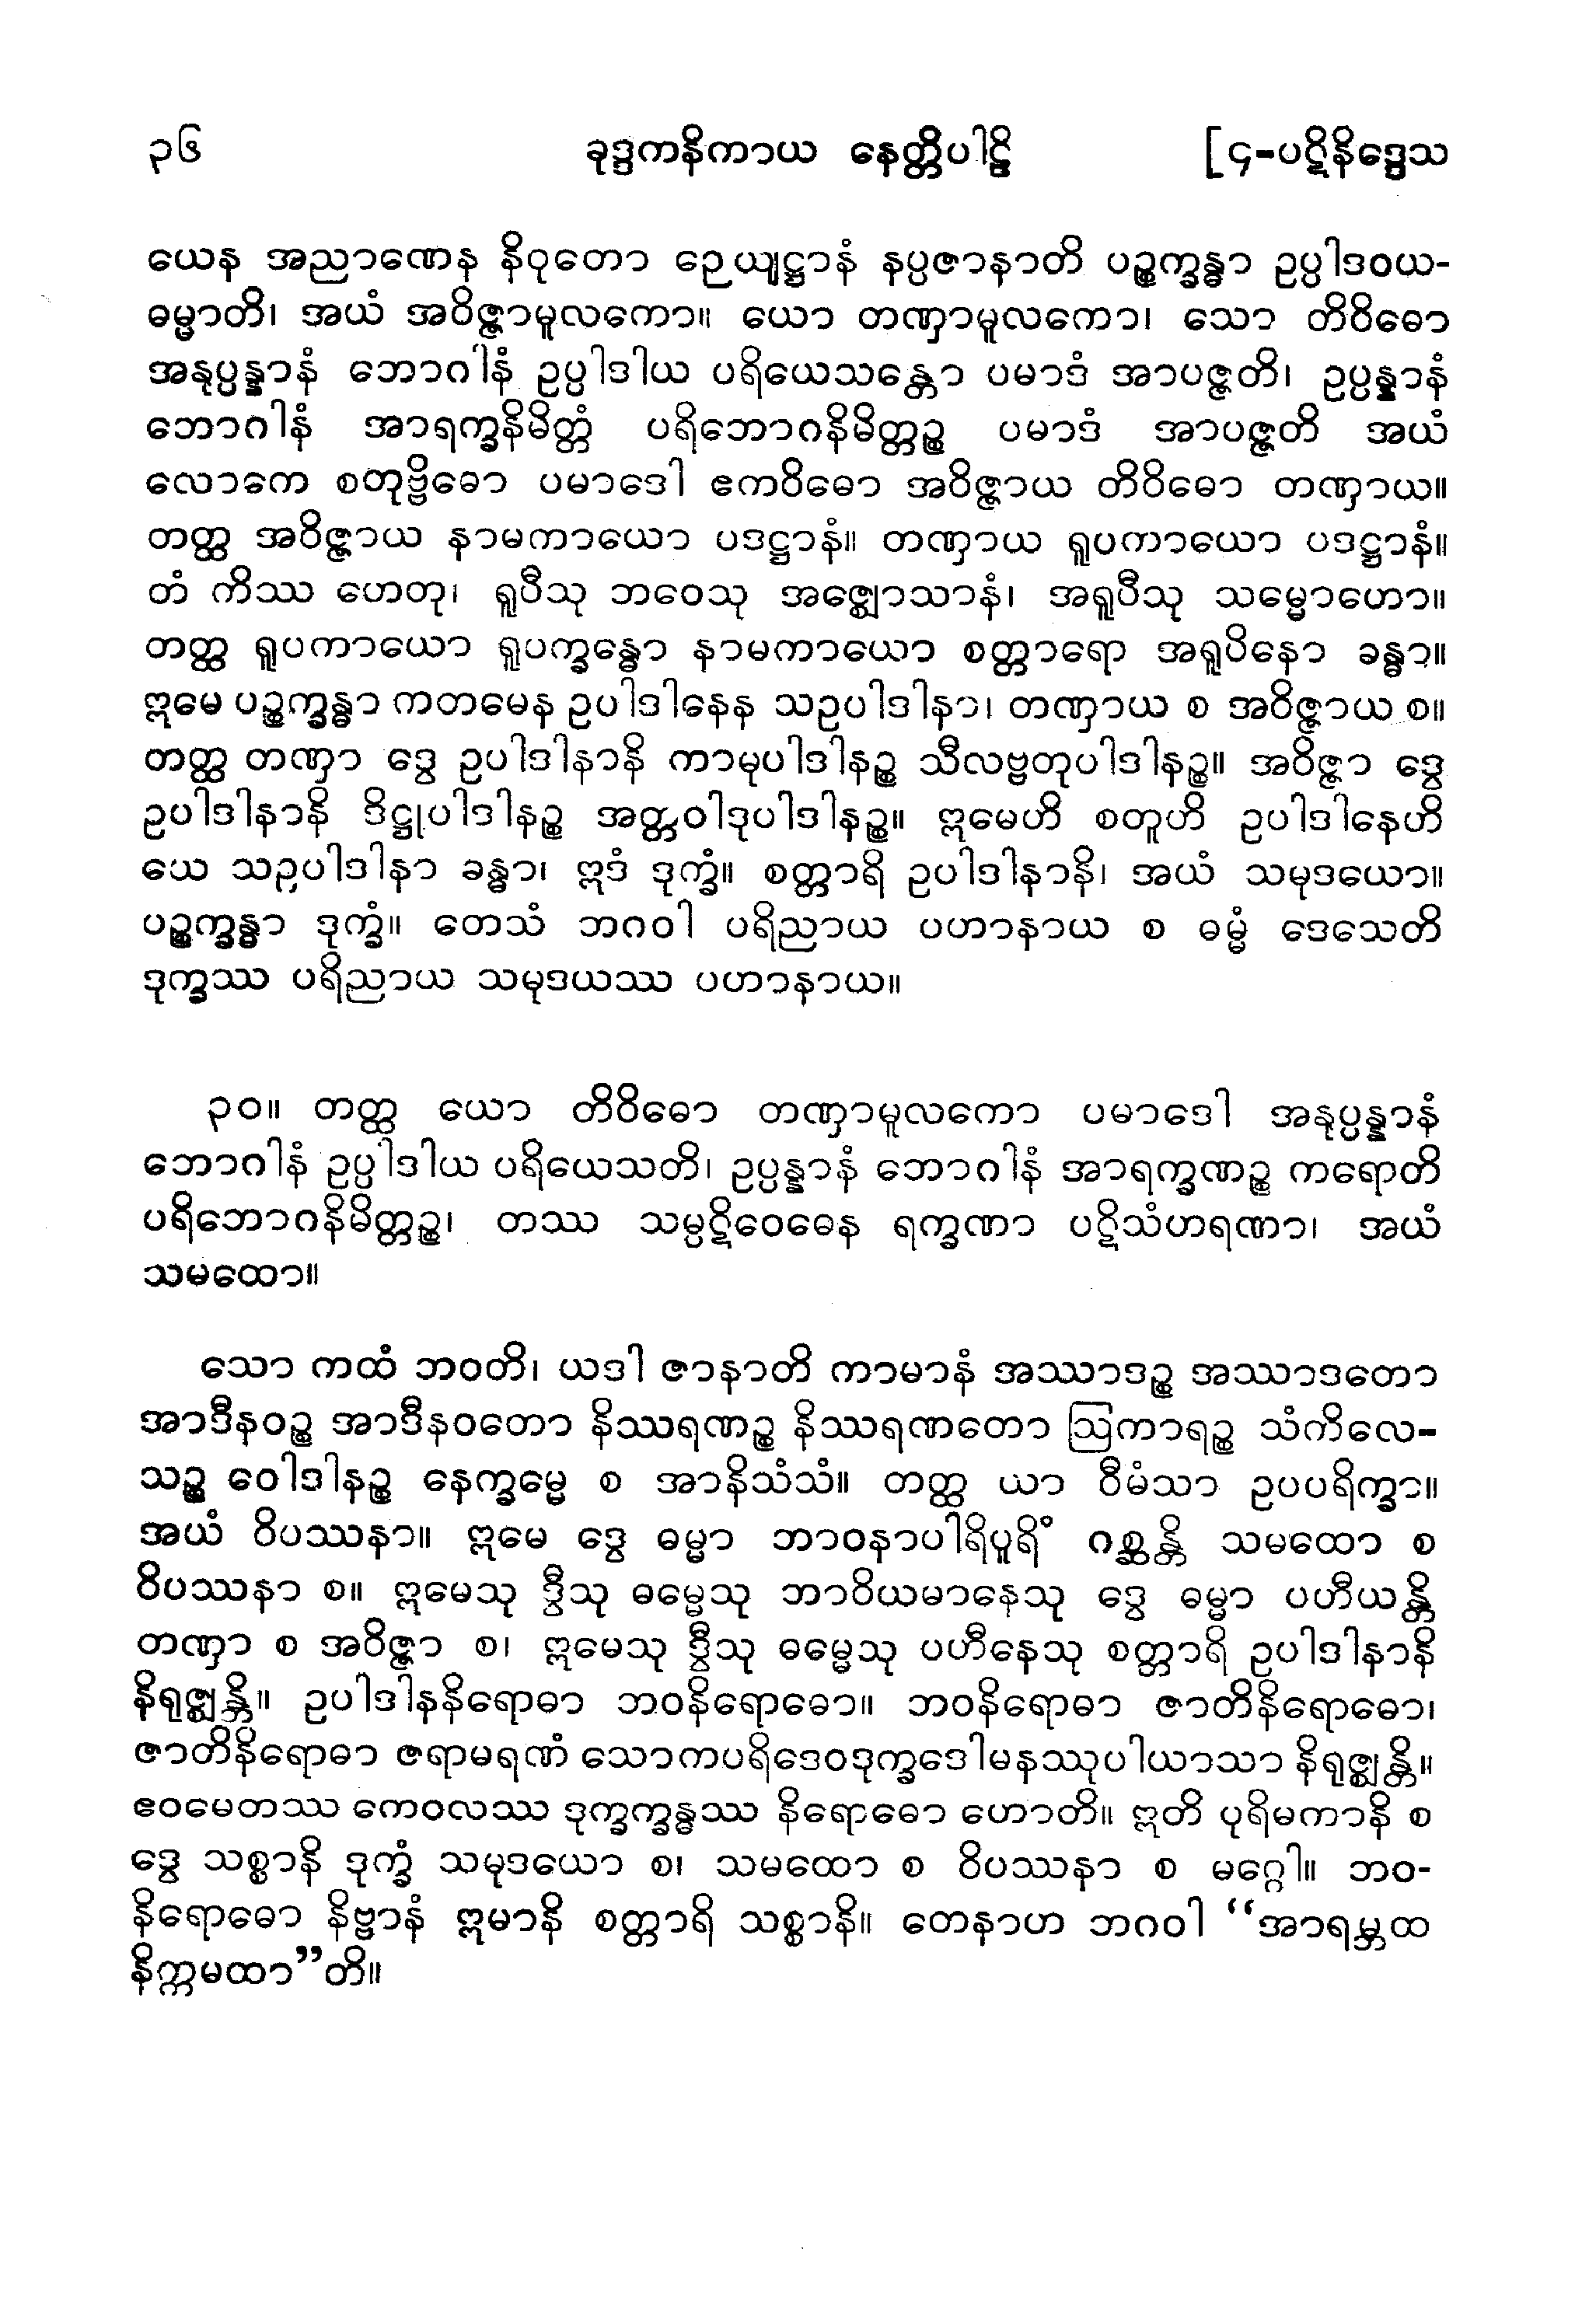 ၃၆ ခုဒ္ဒကနိကာယ နေတ္တိပါဠိ [၄-ပဋိနိဒ္ဒေသ
ယေန အညာဏေန နိဝုတော ဉေယျဋ္ဌာနံ နပ္ပဇာနာတိ ပဉ္စက္ခန္ဓာ ဥပ္ပါဒဝယ-
ဓမ္မာတိ၊ အယံ အဝိဇ္ဇာမူလကော။ ယော တဏှာမူလကော၊ သော တိဝိဓော
အနုပ္ပန္နာနံ ဘောဂါနံ ဥပ္ပါဒါယ ပရိယေသန္တော ပမာဒံ အာပဇ္ဇတိ၊ ဥပ္ပန္နာနံ
ဘောဂါနံ အာရက္ခနိမိတ္တံ ပရိဘောဂနိမိတ္တဉ္စ ပမာဒံ အာပဇ္ဇတိ အယံ
လောကေ စတုဗ္ဗိဓော ပမာဒေါ ဧကဝိဓော အဝိဇ္ဇာယ တိဝိဓော တဏှာယ။
တတ္ထ အဝိဇ္ဇာယ နာမကာယော ပဒဋ္ဌာနံ။ တဏှာယ ရူပကာယော ပဒဋ္ဌာနံ။
တံ ကိဿ ဟေတု၊ ရူပီသု ဘဝေသု အဇ္ဈောသာနံ၊ အရူပီသု သမ္မောဟော။
တတ္ထ ရူပကာယော ရူပက္ခန္ဓော နာမကာယော စတ္တာရော အရူပိနော ခန္ဓာ။
ဣမေ ပဉ္စက္ခန္ဓာ ကတမေန ဥပါဒါနေန သဥပါဒါနာ၊ တဏှာယ စ အဝိဇ္ဇာယ စ။
တတ္ထ တဏှာ ဒွေ ဥပါဒါနာနိ ကာမုပါဒါနဉ္စ သီလဗ္ဗတုပါဒါနဉ္စ။ အဝိဇ္ဇာ ဒွေ
ဥပါဒါနာနိ ဒိဋ္ဌုပါဒါနဉ္စ အတ္တဝါဒုပါဒါနဉ္စ။ ဣမေဟိ စတူဟိ ဥပါဒါနေဟိ
ယေ သဥပါဒါနာ ခန္ဓာ၊ ဣဒံ ဒုက္ခံ။ စတ္တာရိ ဥပါဒါနာနိ၊ အယံ သမုဒယော။
ပဉ္စက္ခန္ဓာ ဒုက္ခံ။ တေသံ ဘဂဝါ ပရိညာယ ပဟာနာယ စ ဓမ္မံ ဒေသေတိ
ဒုက္ခဿ ပရိညာယ သမုဒယဿ ပဟာနာယ။
၃၀။ တတ္ထ ယော တိဝိဓော တဏှာမူလကော ပမာဒေါ အနုပ္ပန္နာနံ
ဘောဂါနံ ဥပ္ပါဒါယ ပရိယေသတိ၊ ဥပ္ပန္နာနံ ဘောဂါနံ အာရက္ခဏဉ္စ ကရောတိ
ပရိဘောဂနိမိတ္တဉ္စ၊ တဿ သမ္ပဋိဝေဓေန ရက္ခဏာ ပဋိသံဟရဏာ၊ အယံ
သမထော။
သော ကထံ ဘဝတိ၊ ယဒါ ဇာနာတိ ကာမာနံ အဿာဒဉ္စ အဿာဒတော
အာဒီနဝဉ္စ အာဒီနဝတော နိဿရဏဉ္စ နိဿရဏတော ဩကာရဉ္စ သံကိလေ-
သဉ္စ ဝေါဒါနဉ္စ နေက္ခမ္မေ စ အာနိသံသံ။ တတ္ထ ယာ ဝီမံသာ ဥပပရိက္ခာ။
အယံ ဝိပဿနာ။ ဣမေ ဒွေ ဓမ္မာ ဘာဝနာပါရိပူရိံ ဂစ္ဆန္တိ သမထော စ
ဝိပဿနာ စ။ ဣမေသု ဒွီသု ဓမ္မေသု ဘာဝိယမာနေသု ဒွေ ဓမ္မာ ပဟီယန္တိ
တဏှာ စ အဝိဇ္ဇာ စ၊ ဣမေသု ဒွီသု ဓမ္မေသု ပဟီနေသု စတ္တာရိ ဥပါဒါနာနိ
နိရုဇ္ဈန္တိ။ ဥပါဒါနနိရောဓာ ဘဝနိရောဓော။ ဘဝနိရောဓာ ဇာတိနိရောဓော၊
ဇာတိနိရောဓာ ဇရာမရဏံ သောကပရိဒေဝဒုက္ခဒေါမနဿုပါယာသာ နိရုဇ္ဈန္တိ။
ဧဝမေတဿ ကေဝလဿ ဒုက္ခက္ခန္ဓဿ နိရောဓော ဟောတိ။ ဣတိ ပုရိမကာနိ စ
ဒွေ သစ္စာနိ ဒုက္ခံ သမုဒယော စ၊ သမထော စ ဝိပဿနာ စ မဂ္ဂေါ။ ဘဝ-
နိရောဓော နိဗ္ဗာနံ ဣမာနိ စတ္တာရိ သစ္စာနိ။ တေနာဟ ဘဂဝါ “အာရမ္ဘထ
နိက္ကမထာ”တိ။